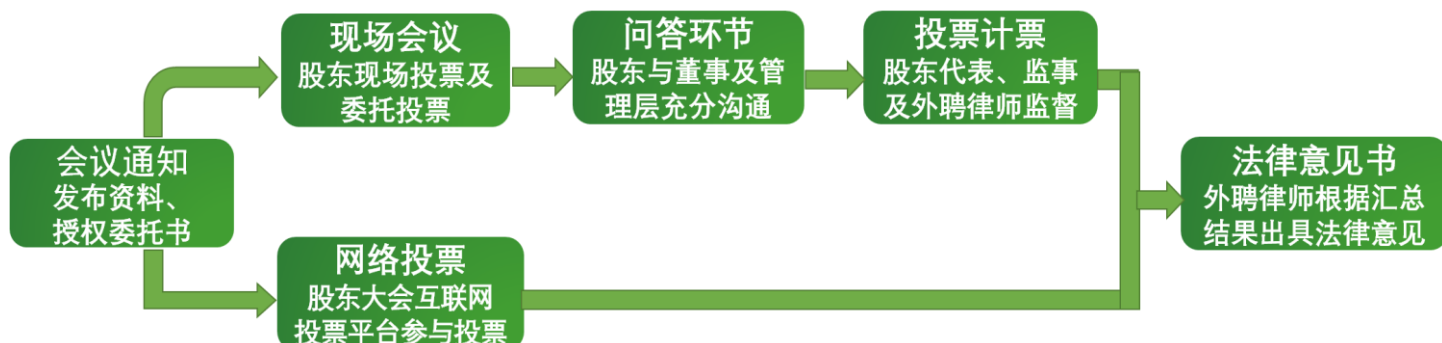 现场会议
股东现场投票及
委托投票
问答环节
股东与董事及管
理层充分沟通
投票计票
股东代表、监事
及外聘律师监督
会议通知
发布资料、
授权委托书
网络投票
股东大会互联网
投票平台参与投票
法律意见书
外聘律师根据汇总
结果出具法律意见